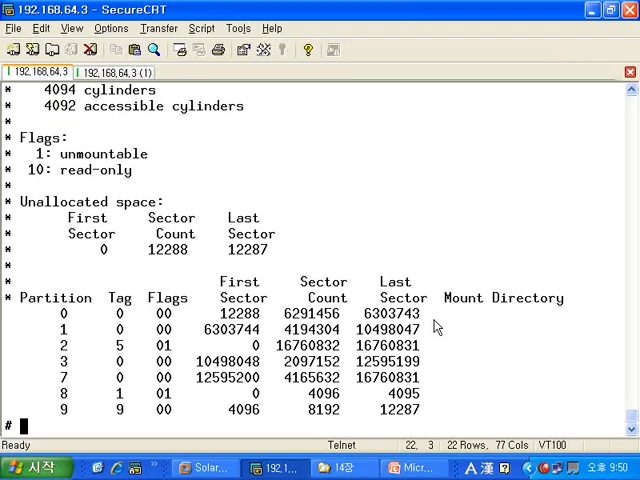 192.168.64.3 - SecureCRT
File Edit View Options Transfer Script Tools Help
192.168.64.3 192.168.64.3 (1)
* 4094 cylinders
* 4092 accessible cylinders
*
* Flags:
* 1: unmountable
* 10: read-only
*
* Unallocated space:
* First Sector Last
* Sector Count Sector
* 0 12288 12287
*
* First Sector Last
* Partition Tag Flags Sector Count Sector Mount Directory
0 0 00 12288 6291456 6303743
1 0 00 6303744 4194304 10498047
2 5 01 0 16760832 16760831
3 0 00 10498048 2097152 12595199
7 0 00 12595200 4165632 16760831
8 1 01 0 4096 4095
9 9 00 4096 8192 12287
#
Ready Telnet 22, 3 22 Rows, 77 Cols VT100
시작 Solar... 192,1... 14장 Micr... A 漢 오후 9:50